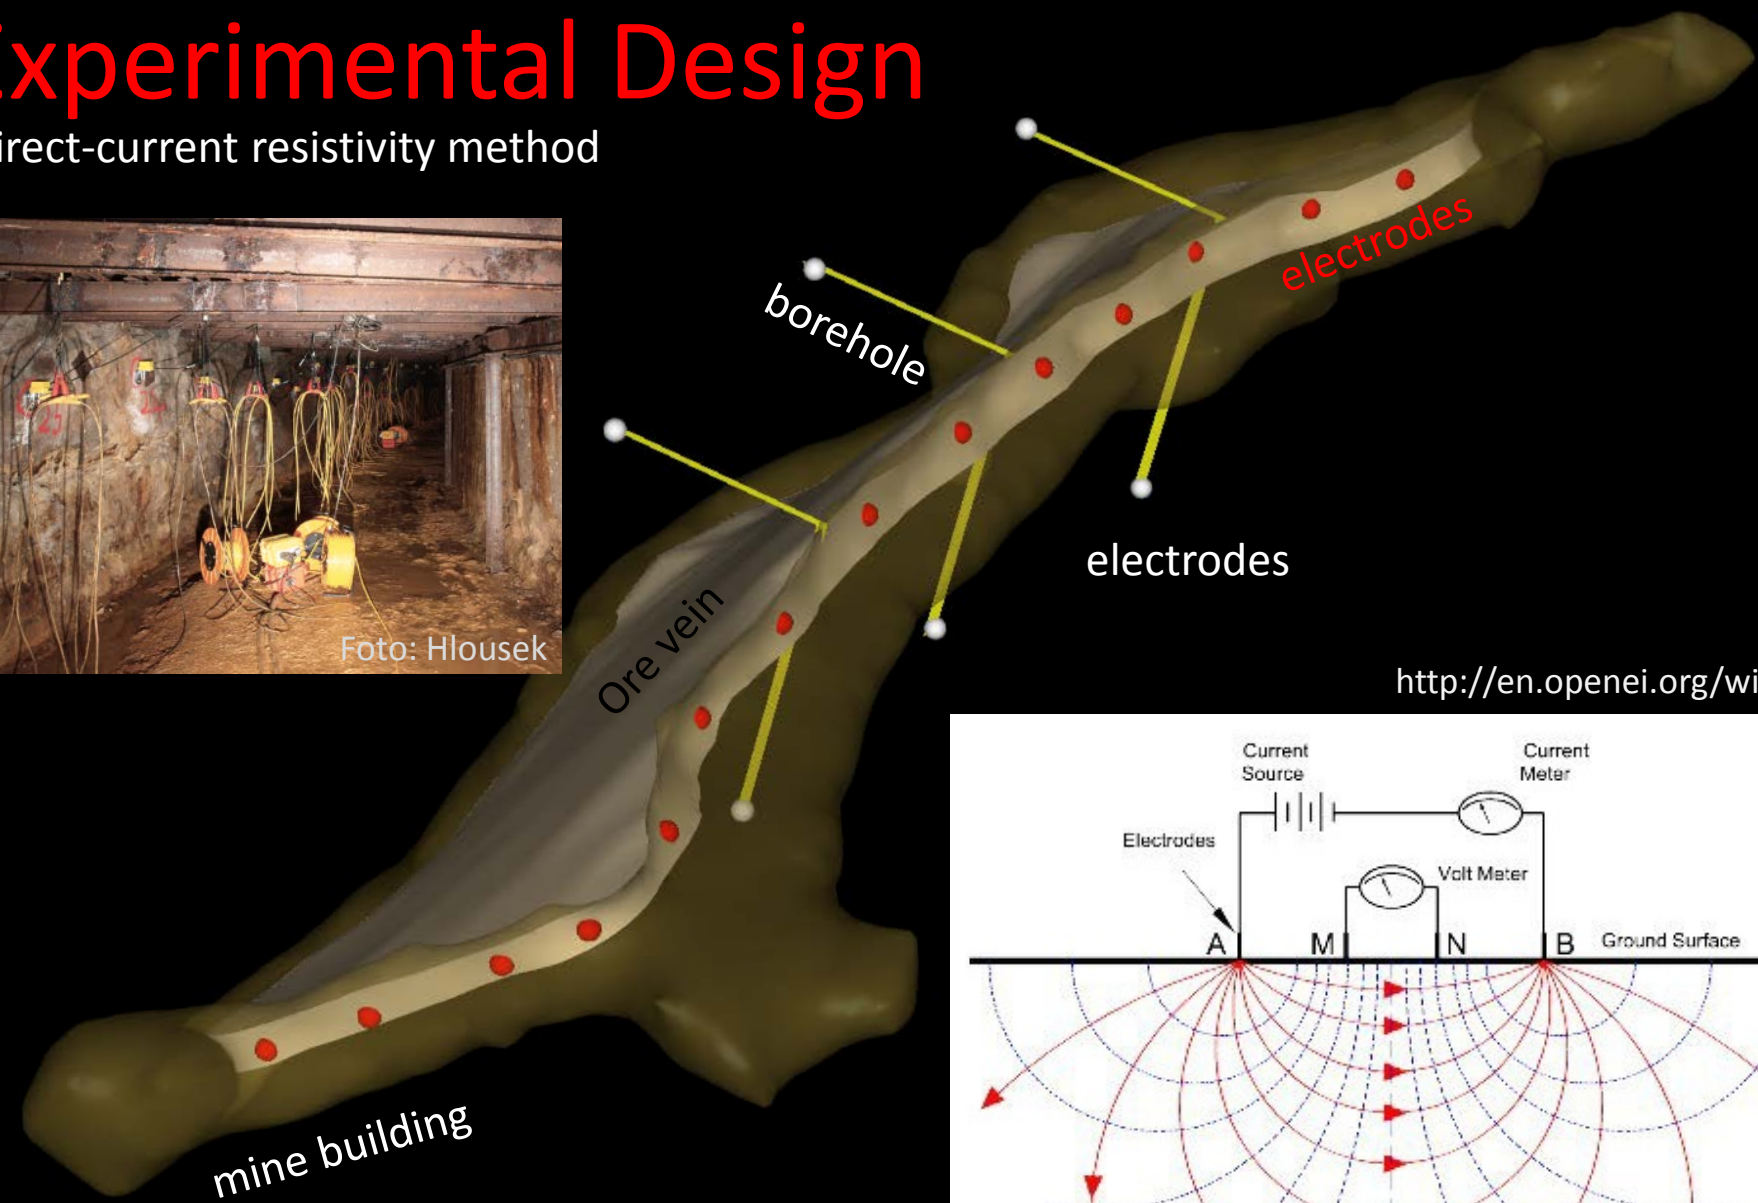 Experimental Design
irect-current resistivity method
borehole
electrodes
electrodes
Ore vein
Foto: Hlousek
mine building
http://en.openei.org/wi
Current
Source
Current
Meter
Electrodes
Volt Meter
A
M
N
B
Ground Surface